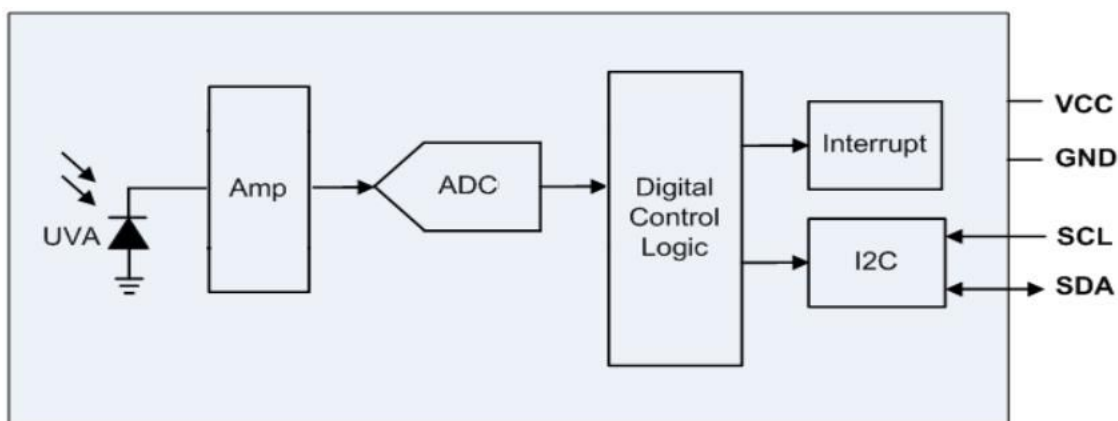 UVA
Amp
ADC
Digital
Control
Logic
Interrupt
I2C
VCC
GND
SCL
SDA